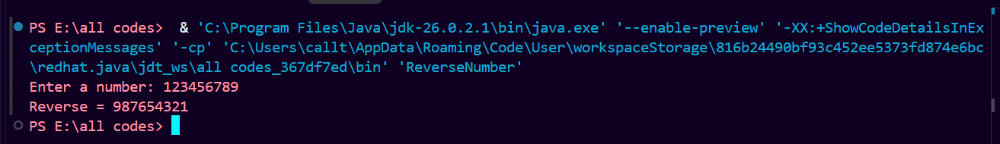 PS E:\all codes>  & 'C:\Program Files\Java\jdk-26.0.2.1\bin\java.exe' '--enable-preview' '-XX:+ShowCodeDetailsInEx
ceptionMessages' '-cp' 'C:\Users\callt\AppData\Roaming\Code\User\workspaceStorage\816b24490bf93c452ee5373fd874e6bc
\redhat.java\jdt_ws\all codes_367df7ed\bin' 'ReverseNumber'
Enter a number: 123456789
Reverse = 987654321
PS E:\all codes>